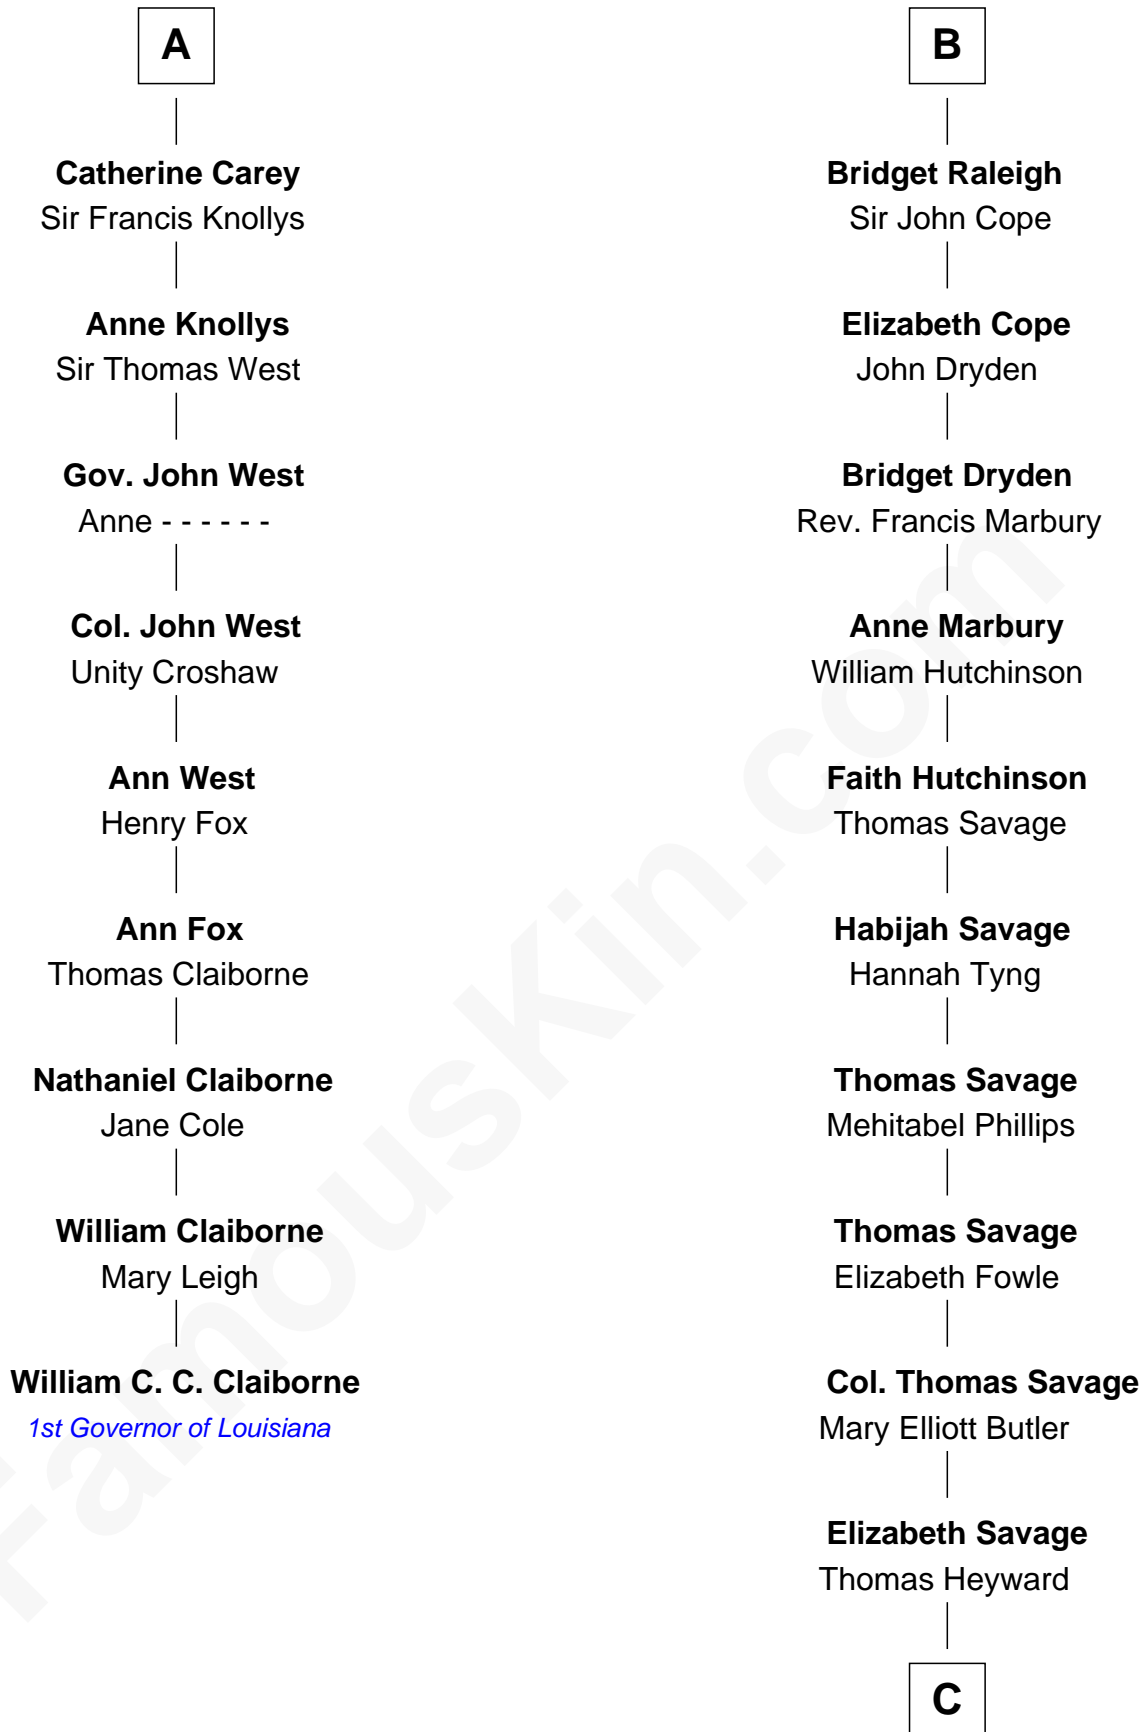 A
Catherine Carey
Sir Francis Knollys
Anne Knollys
Sir Thomas West
Gov. John West
Anne - - - - - -
Col. John West
Unity Croshaw
Ann West
Henry Fox
Ann Fox
Thomas Claiborne
Nathaniel Claiborne
Jane Cole
William Claiborne
Mary Leigh
William C. C. Claiborne
1st Governor of Louisiana
B
Bridget Raleigh
Sir John Cope
Elizabeth Cope
John Dryden
Bridget Dryden
Rev. Francis Marbury
Anne Marbury
William Hutchinson
Faith Hutchinson
Thomas Savage
Habijah Savage
Hannah Tyng
Thomas Savage
Mehitabel Phillips
Thomas Savage
Elizabeth Fowle
Col. Thomas Savage
Mary Elliott Butler
Elizabeth Savage
Thomas Heyward
C
FamousKin.com